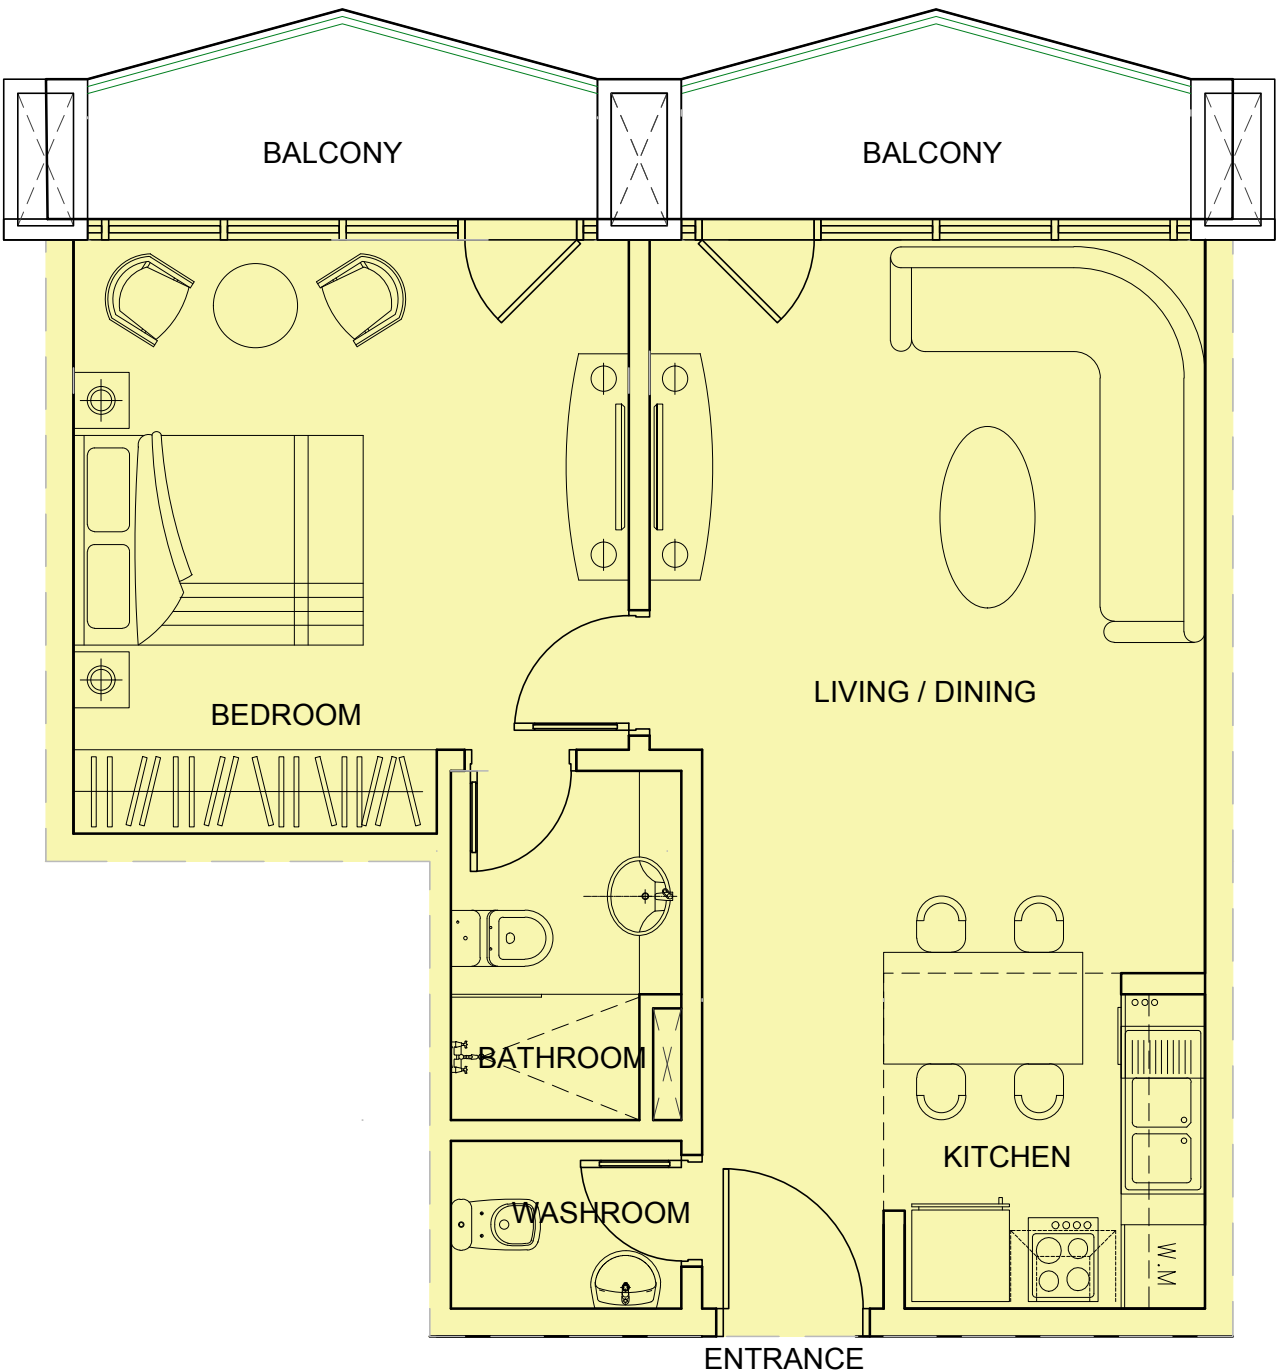 BALCONY
BALCONY
LIVING / DINING
BEDROOM
BATHROOM
KITCHEN
WASHROOM
W.M
ENTRANCE